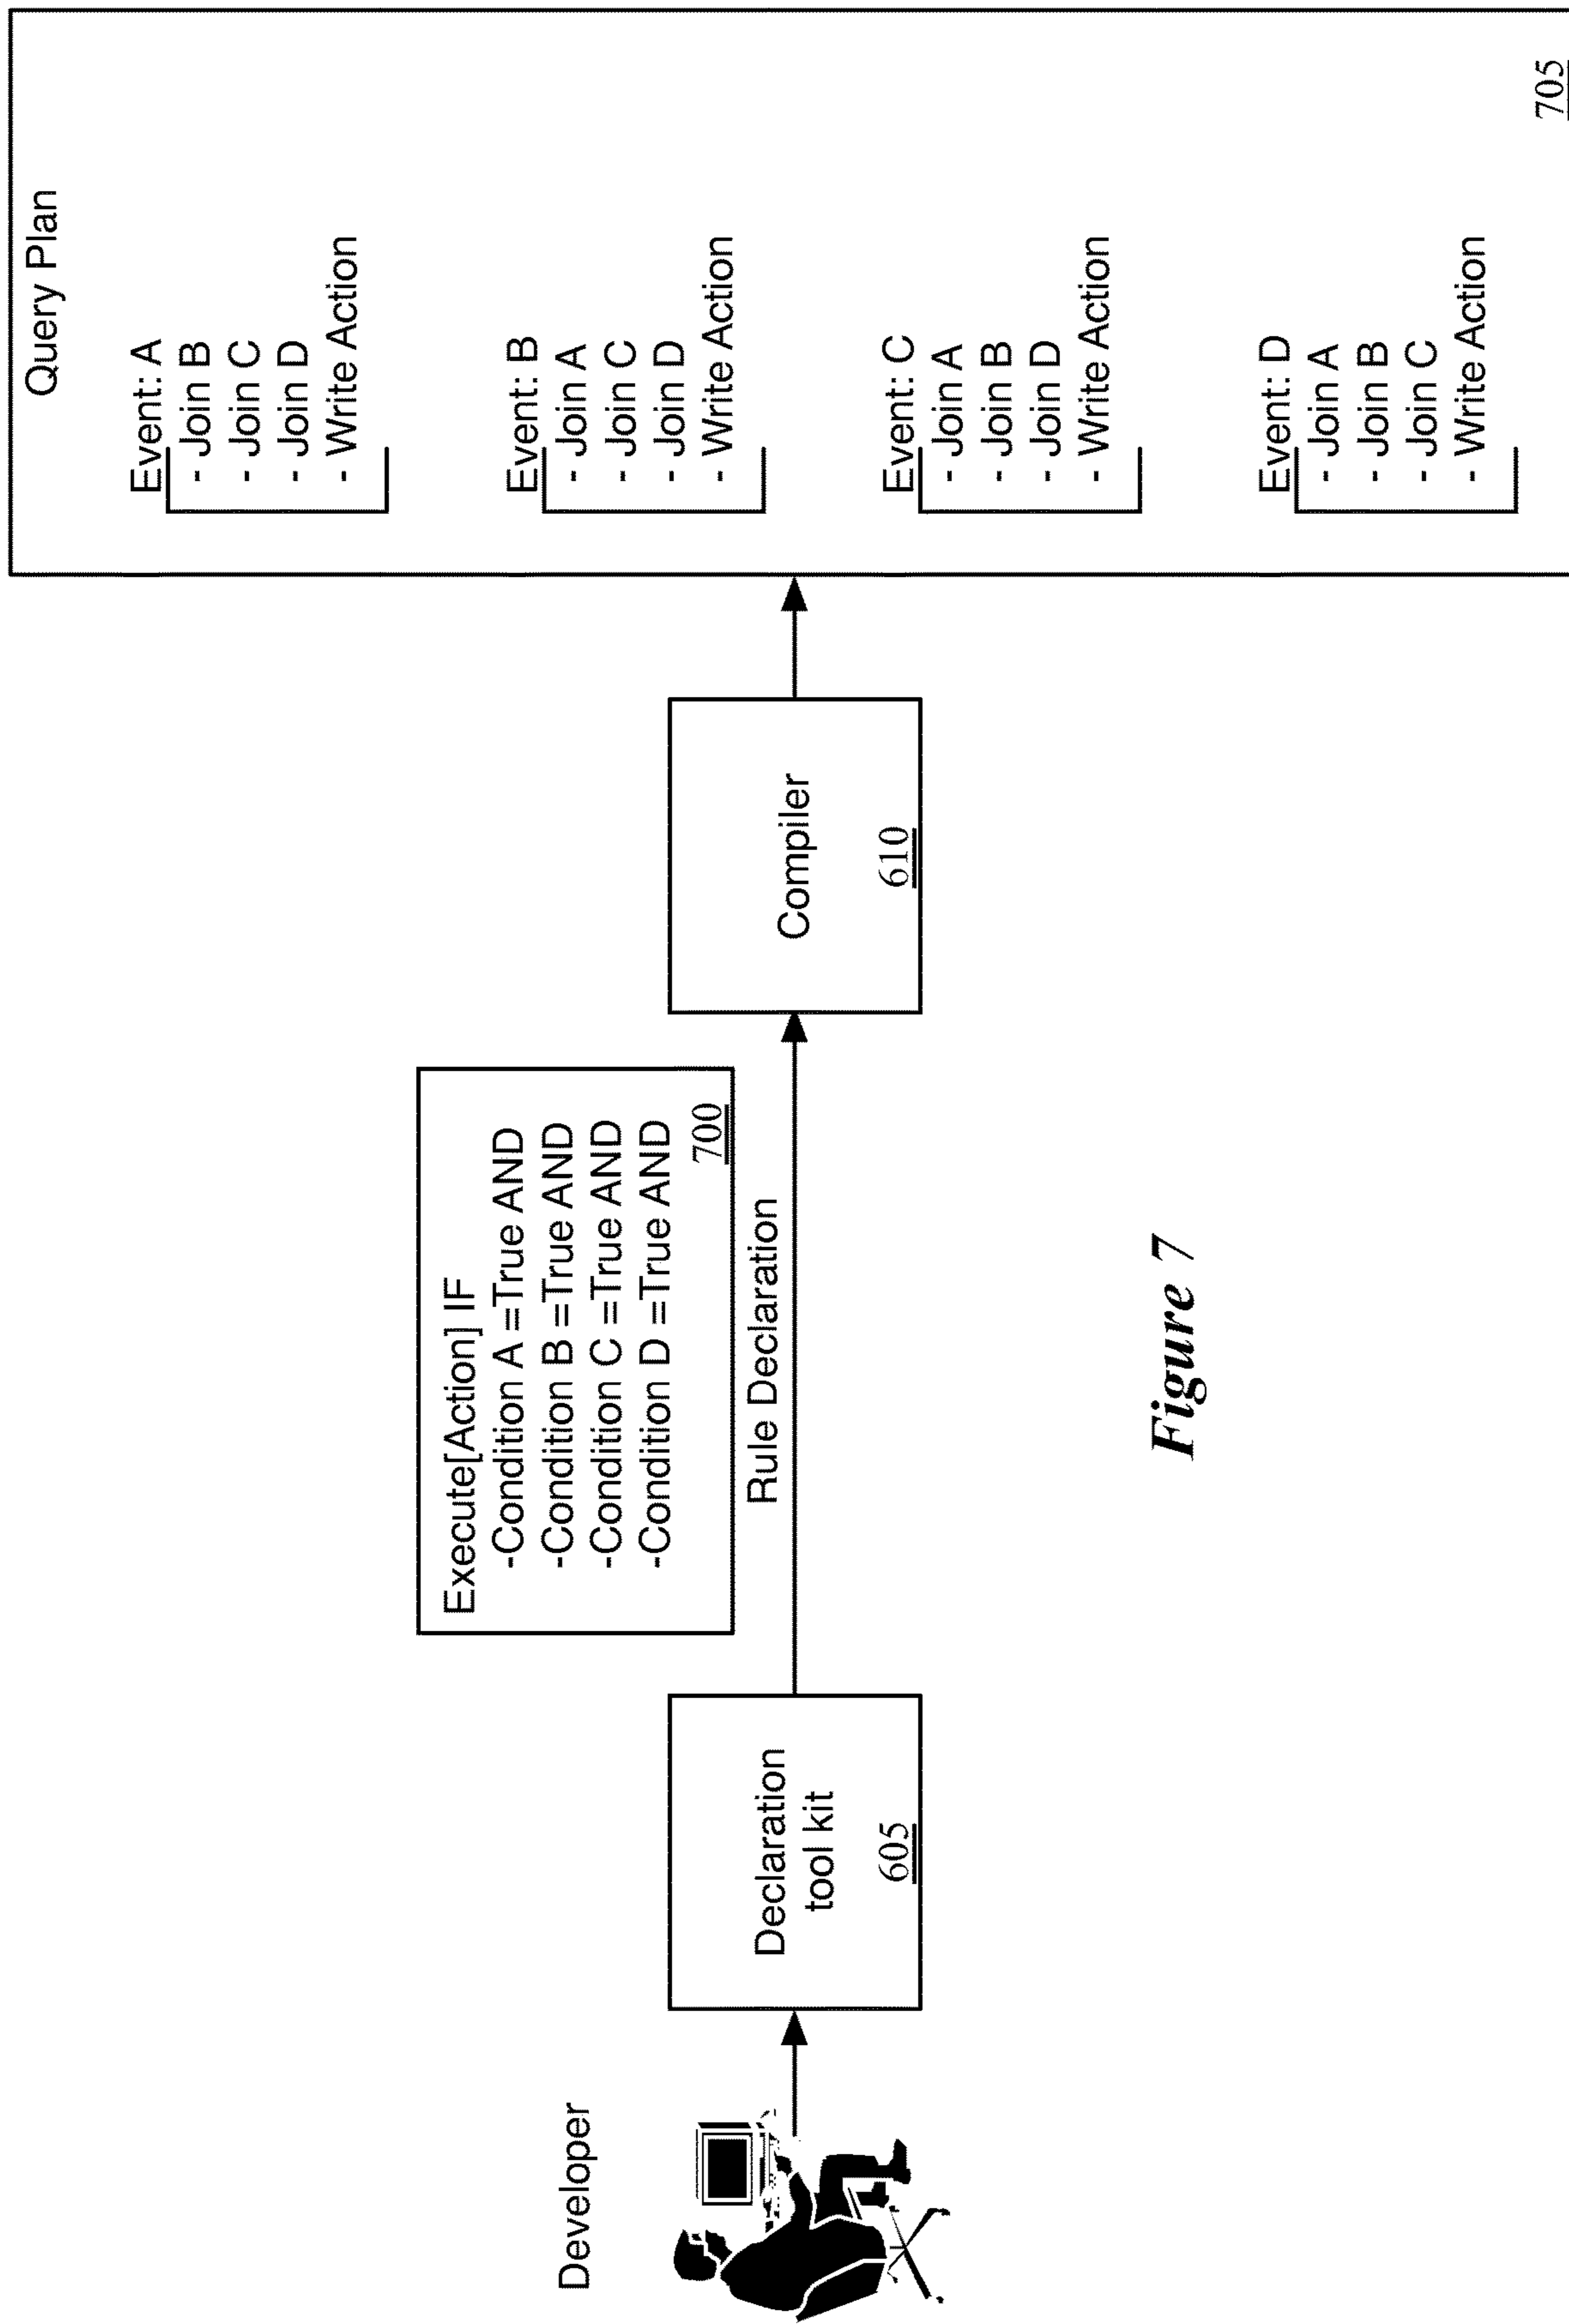 Developer
Declaration
tool kit
605
Execute[Action] IF
-Condition A =True AND
-Condition B =True AND
-Condition C =True AND
-Condition D =True AND
700
Rule Declaration
Compiler
610
Query Plan
Event: A
- Join B
- Join C
- Join D
- Write Action
Event: B
- Join A
- Join C
- Join D
- Write Action
Event: C
- Join A
- Join B
- Join D
- Write Action
Event: D
- Join A
- Join B
- Join C
- Write Action
705
Figure 7